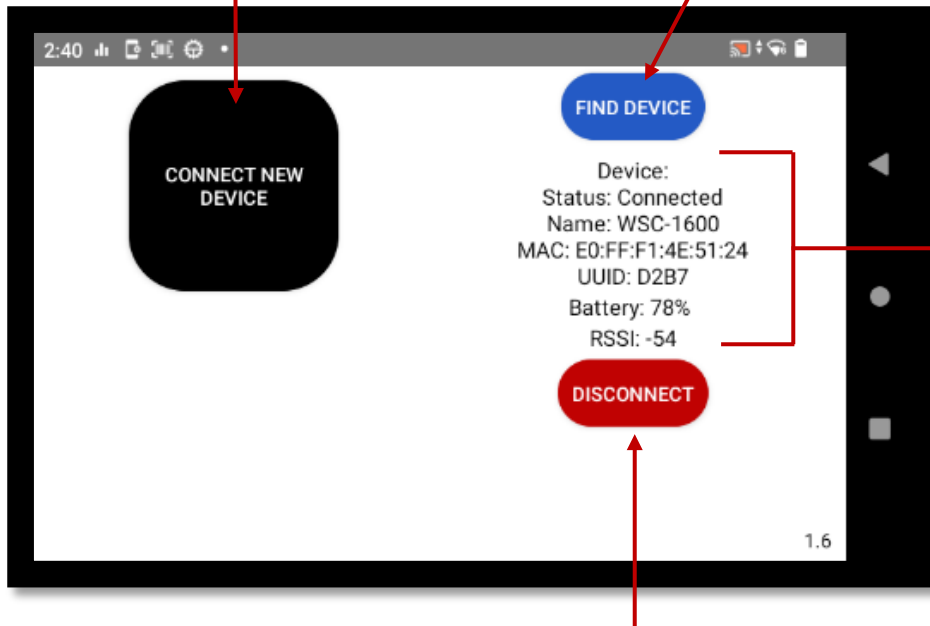 2:40
CONNECT NEW
DEVICE
FIND DEVICE
Device:
Status: Connected
Name: WSC-1600
MAC: E0:FF:F1:4E:51:24
UUID: D2B7
Battery: 78%
RSSI: -54
DISCONNECT
1.6